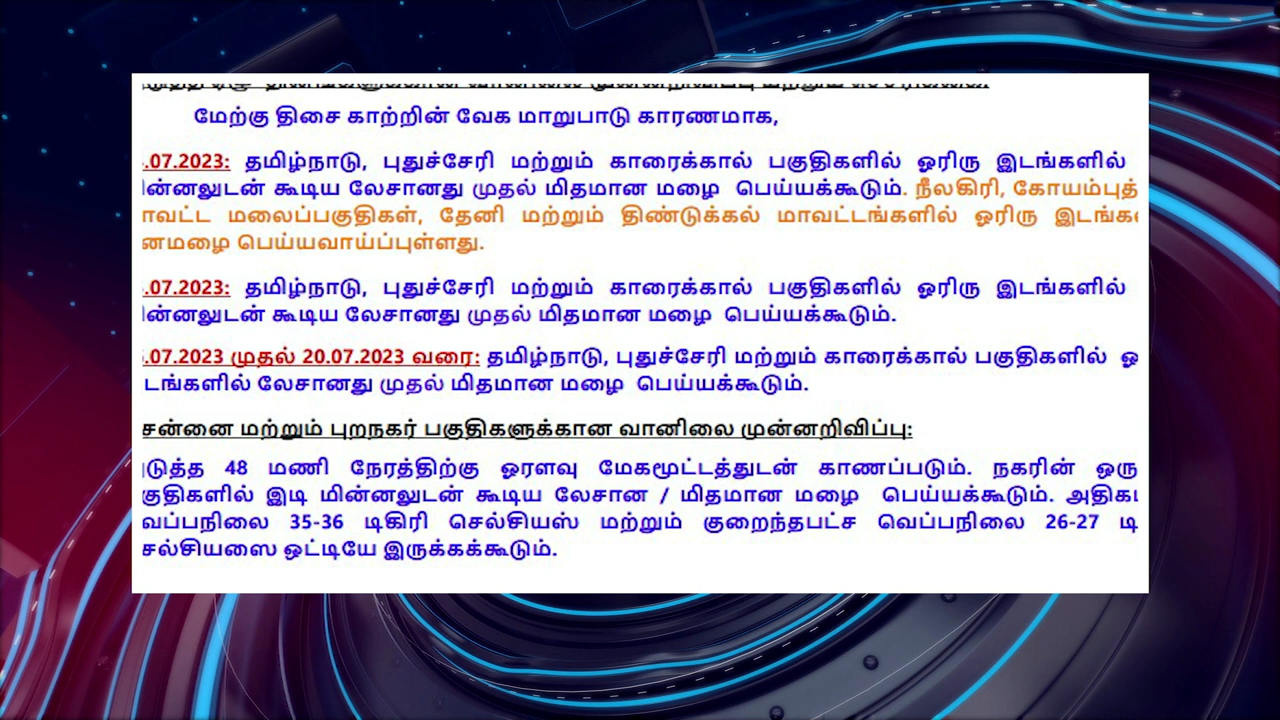 மேற்கு திசை காற்றின் வேக மாறுபாடு காரணமாக,
.07.2023: தமிழ்நாடு, புதுச்சேரி மற்றும் காரைக்கால் பகுதிகளில் ஓரிரு இடங்களில்
மின்னலுடன் கூடிய லேசானது முதல் மிதமான மழை பெய்யக்கூடும். நீலகிரி, கோயம்புத்
மாவட்ட மலைப்பகுதிகள், தேனி மற்றும் திண்டுக்கல் மாவட்டங்களில் ஓரிரு
னமழை பெய்யவாய்ப்புள்ளது.
.07.2023: தமிழ்நாடு, புதுச்சேரி மற்றும் காரைக்கால் பகுதிகளில் ஓரிரு இடங்களில்
மின்னலுடன் கூடிய லேசானது முதல் மிதமான மழை பெய்யக்கூடும்.
.07.2023 முதல் 20.07.2023 வரை: தமிழ்நாடு, புதுச்சேரி மற்றும் காரைக்கால் பகுதிகளில் ஓ
டங்களில் லேசானது முதல் மிதமான மழை பெய்யக்கூடும்.
சன்னை மற்றும் புறநகர் பகுதிகளுக்கான வானிலை முன்னறிவிப்பு:
டுத்த 48 மணி நேரத்திற்கு ஓரளவு மேகமூட்டத்துடன் காணப்படும். நகரின் ஒரு
குதிகளில் இடி மின்னலுடன் கூடிய லேசான / மிதமான மழை பெய்யக்கூடும். அதிகப
வப்பநிலை 35-36 டிகிரி செல்சியஸ் மற்றும் குறைந்தபட்ச வெப்பநிலை 26-27 டி
சல்சியஸை ஒட்டியே இருக்கக்கூடும்.